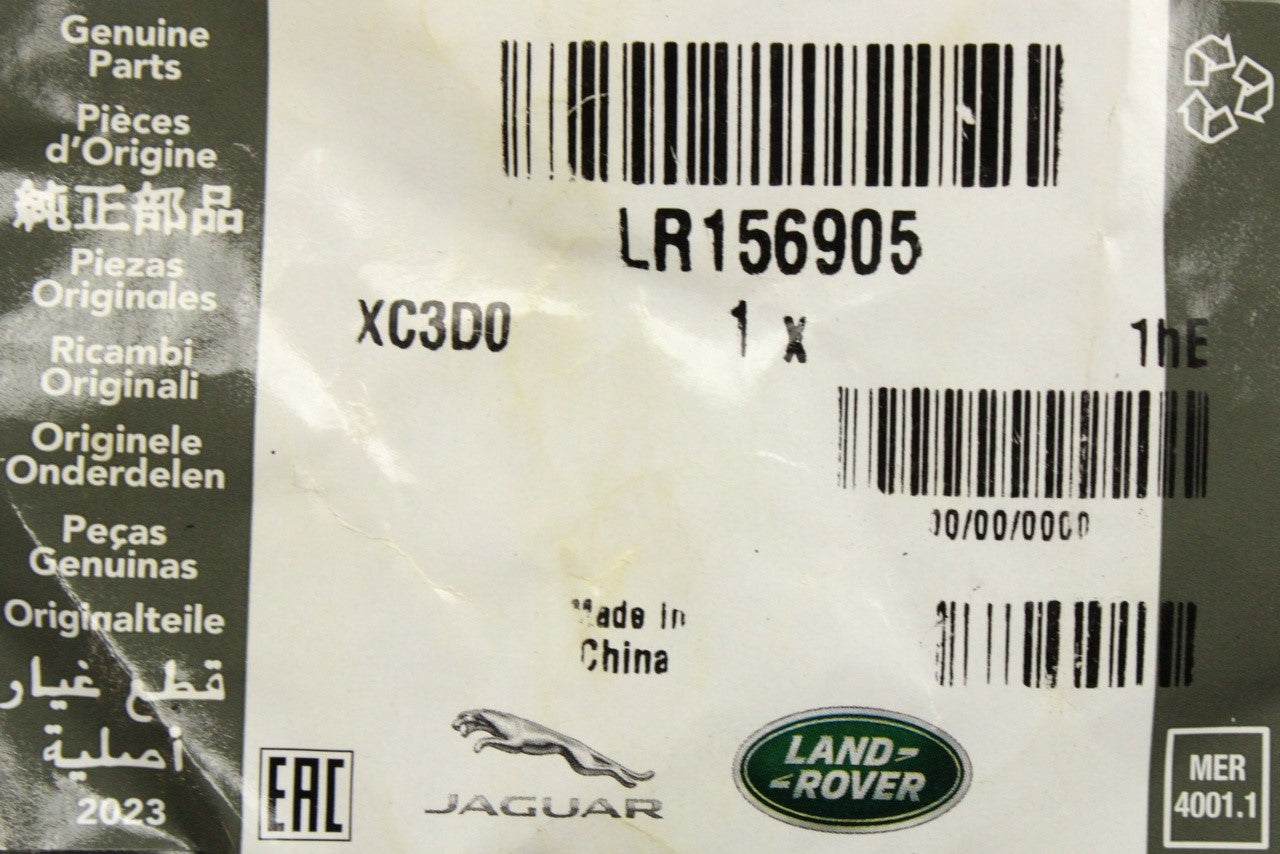 Genuine
Parts
Pièces
d'Origine
純正部品
Piezas
Originales
Ricambi
Originali
Originele
Onderdelen
Peças
Genuinas
Originalteile
قطع غيار
أصلية
2023
LR156905
XC3D0 1 X 1hE
00/00/0000
Made in
China
EAC
JAGUAR
LAND
ROVER
MER
4001.1